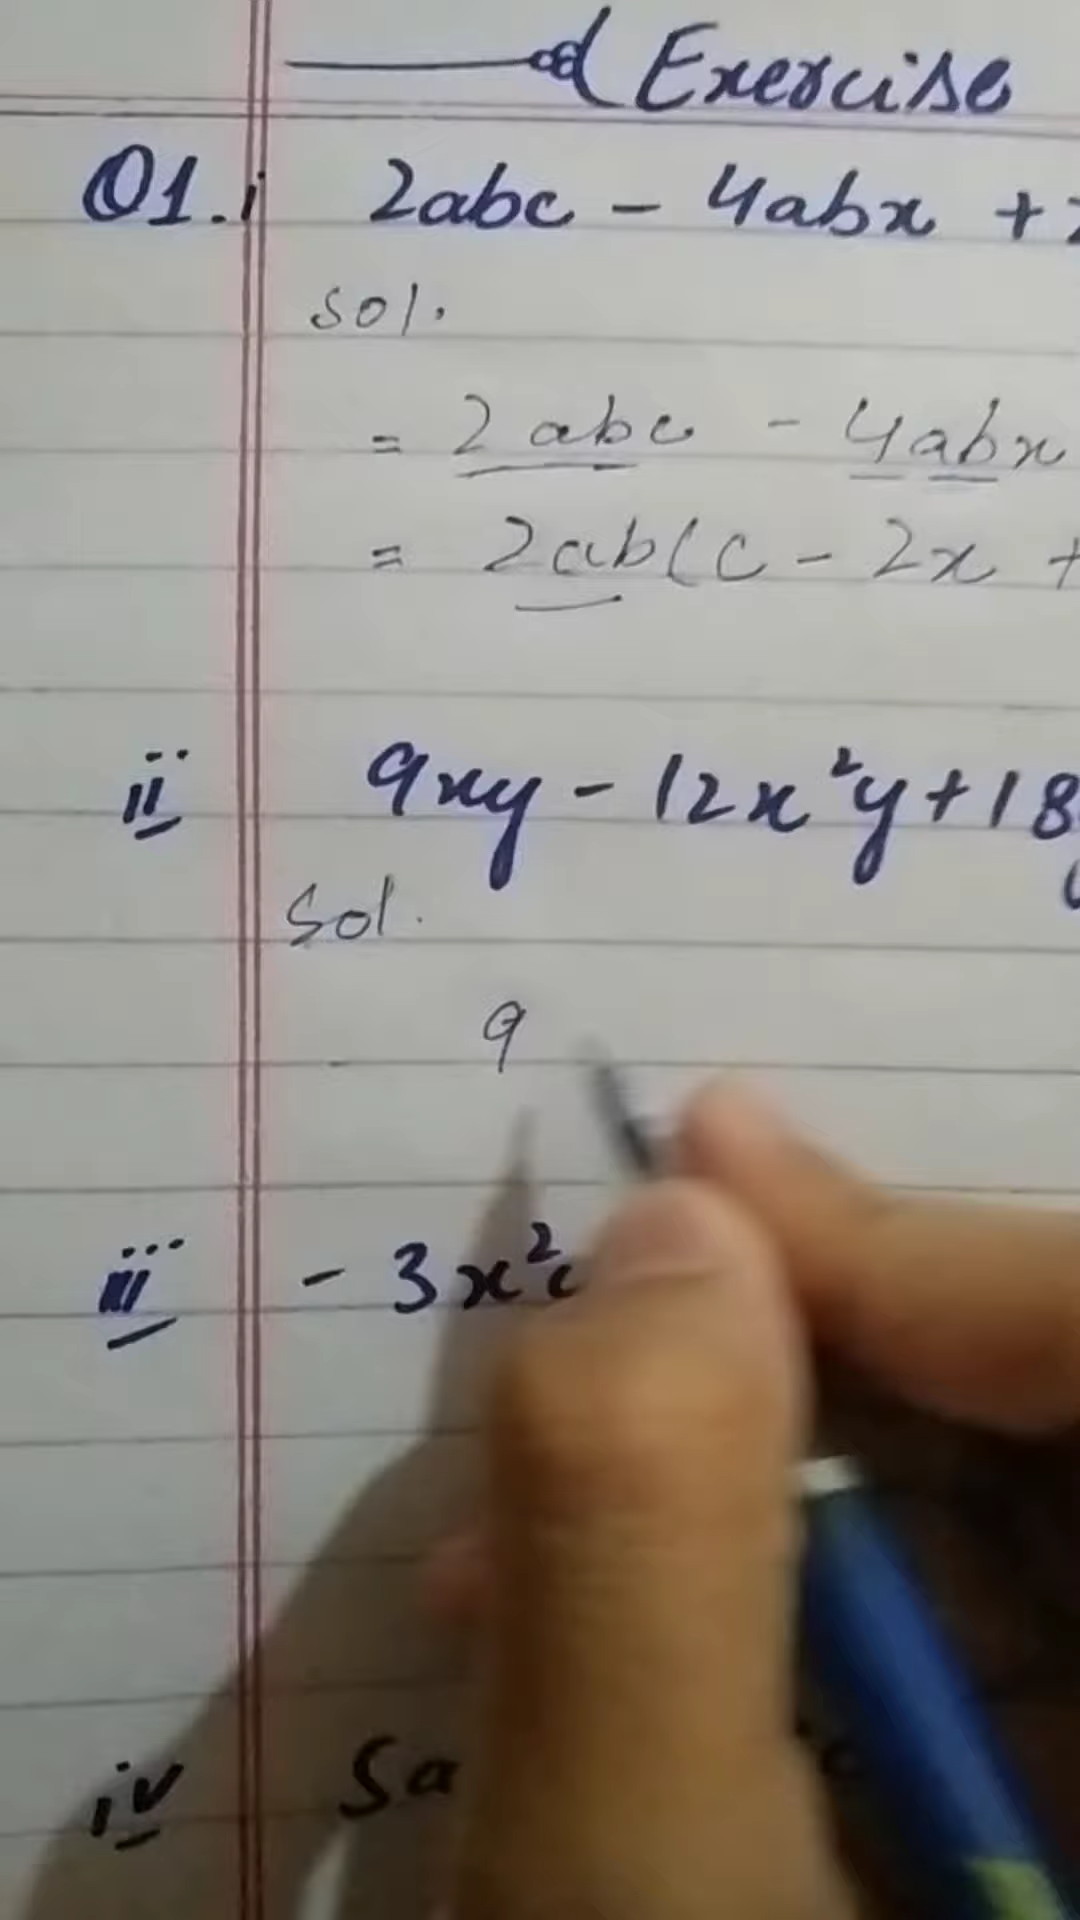 Exercise
Q1.i 2abc - 4abx +
Sol.
= 2abc - 4abx
= 2ab(c - 2x +
ii 9xy - 12x²y + 18
Sol.
9
iii - 3x²
iv 5a